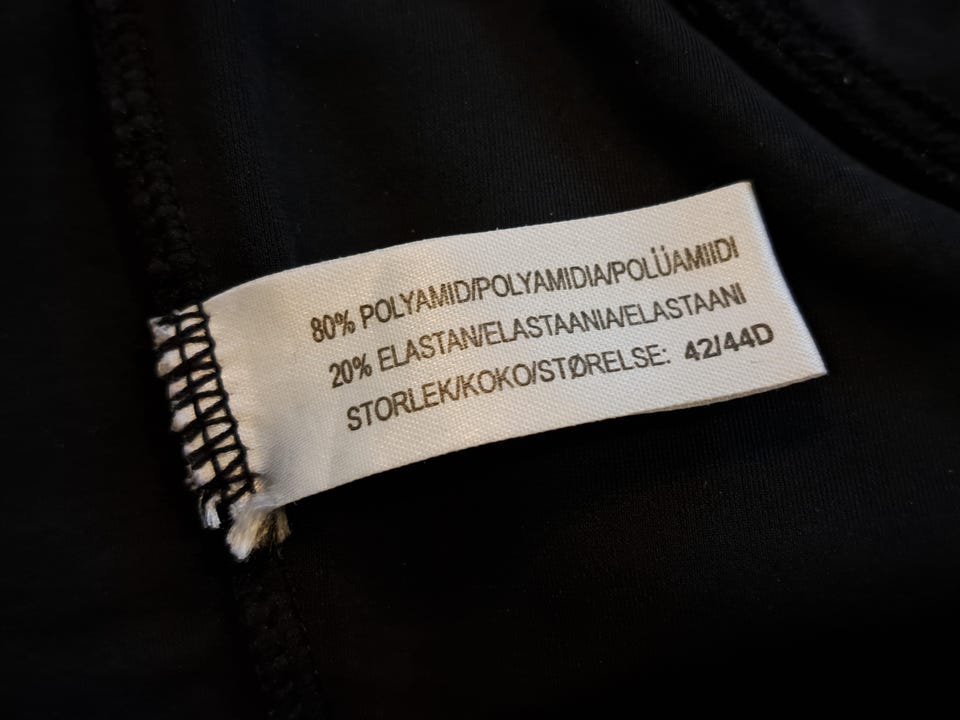 80% POLYAMID/POLYAMIDIA/POLÜAMIIDI
20% ELASTAN/ELASTAANIA/ELASTAANI
STORLEK/KOKO/STØRELSE: 42/44D